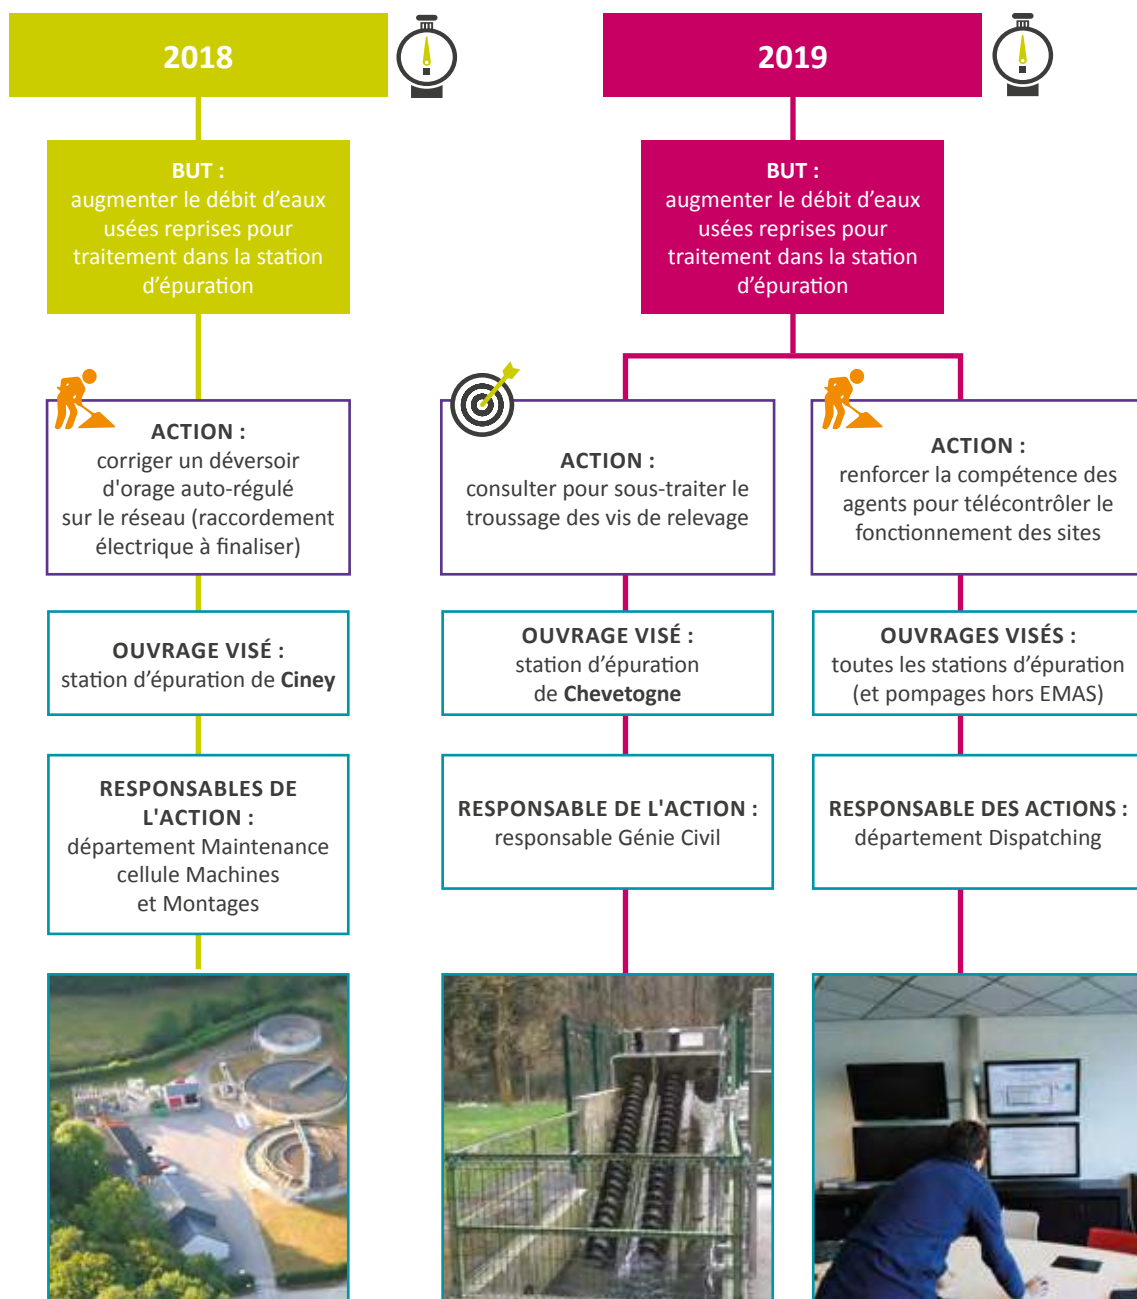 2018
BUT :
augmenter le débit d’eaux
usées reprises pour
traitement dans la station
d’épuration
ACTION :
corriger un déversoir
d'orage auto-régulé
sur le réseau (raccordement
électrique à finaliser)
OUVRAGE VISÉ :
station d’épuration de Ciney
RESPONSABLES DE
L'ACTION :
département Maintenance
cellule Machines
et Montages
2019
BUT :
augmenter le débit d’eaux
usées reprises pour
traitement dans la station
d’épuration
ACTION :
consulter pour sous-traiter le
troussage des vis de relevage
OUVRAGE VISÉ :
station d’épuration
de Chevetogne
RESPONSABLE DE L'ACTION :
responsable Génie Civil
ACTION :
renforcer la compétence des
agents pour télécontrôler le
fonctionnement des sites
OUVRAGES VISÉS :
toutes les stations d’épuration
(et pompages hors EMAS)
RESPONSABLE DES ACTIONS :
département Dispatching